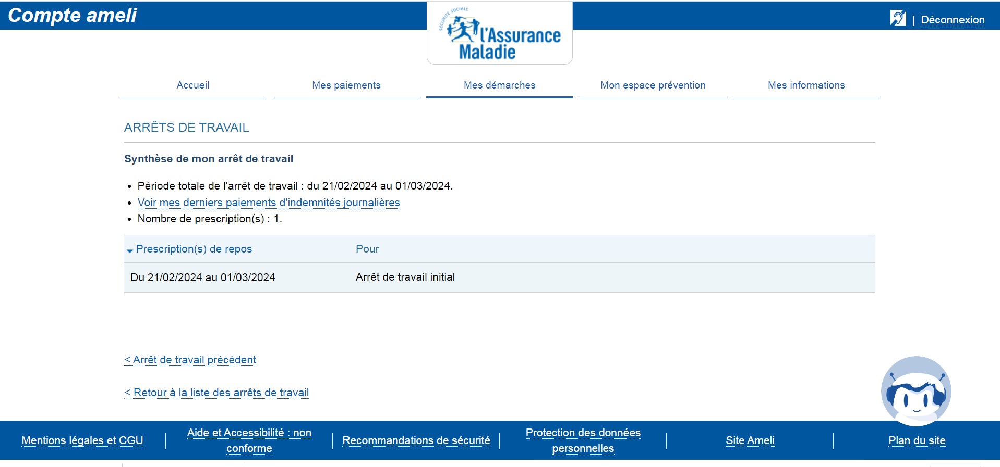 Compte ameli
SÉCURITÉ SOCIALE
l'Assurance
Maladie
| Déconnexion
Accueil
Mes paiements
Mes démarches
Mon espace prévention
Mes informations
ARRÊTS DE TRAVAIL
Synthèse de mon arrêt de travail
• Période totale de l'arrêt de travail : du 21/02/2024 au 01/03/2024.
• Voir mes derniers paiements d'indemnités journalières
• Nombre de prescription(s) : 1.
Prescription(s) de repos
Pour
Du 21/02/2024 au 01/03/2024
Arrêt de travail initial
< Arrêt de travail précédent
< Retour à la liste des arrêts de travail
Mentions légales et CGU
Aide et Accessibilité : non
conforme
Recommandations de sécurité
Protection des données
personnelles
Site Ameli
Plan du site